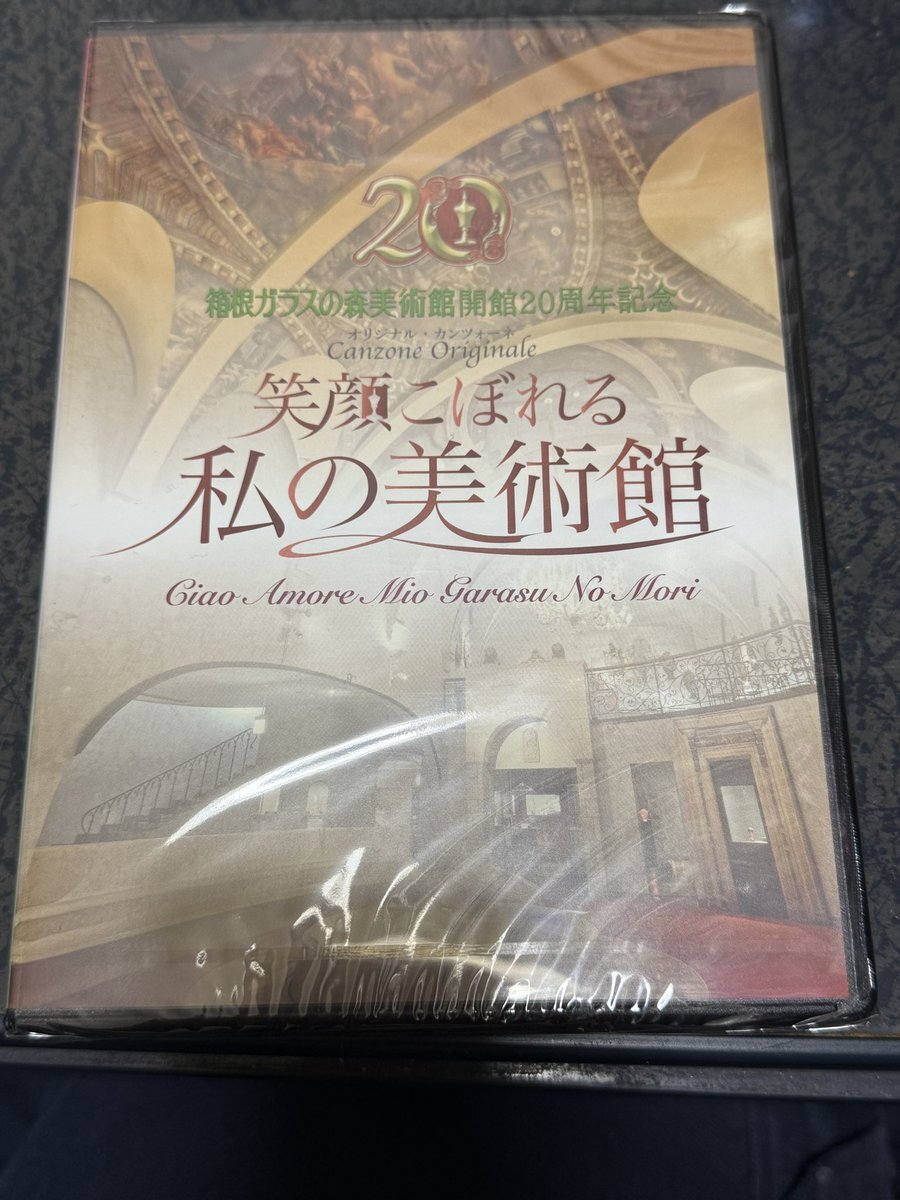 20
箱根ガラスの森美術館開館20周年記念
オリジナル・カンツォーネ
Canzone Originale
笑顔こぼれる
私の美術館
Ciao Amore Mio Garasu No Mori